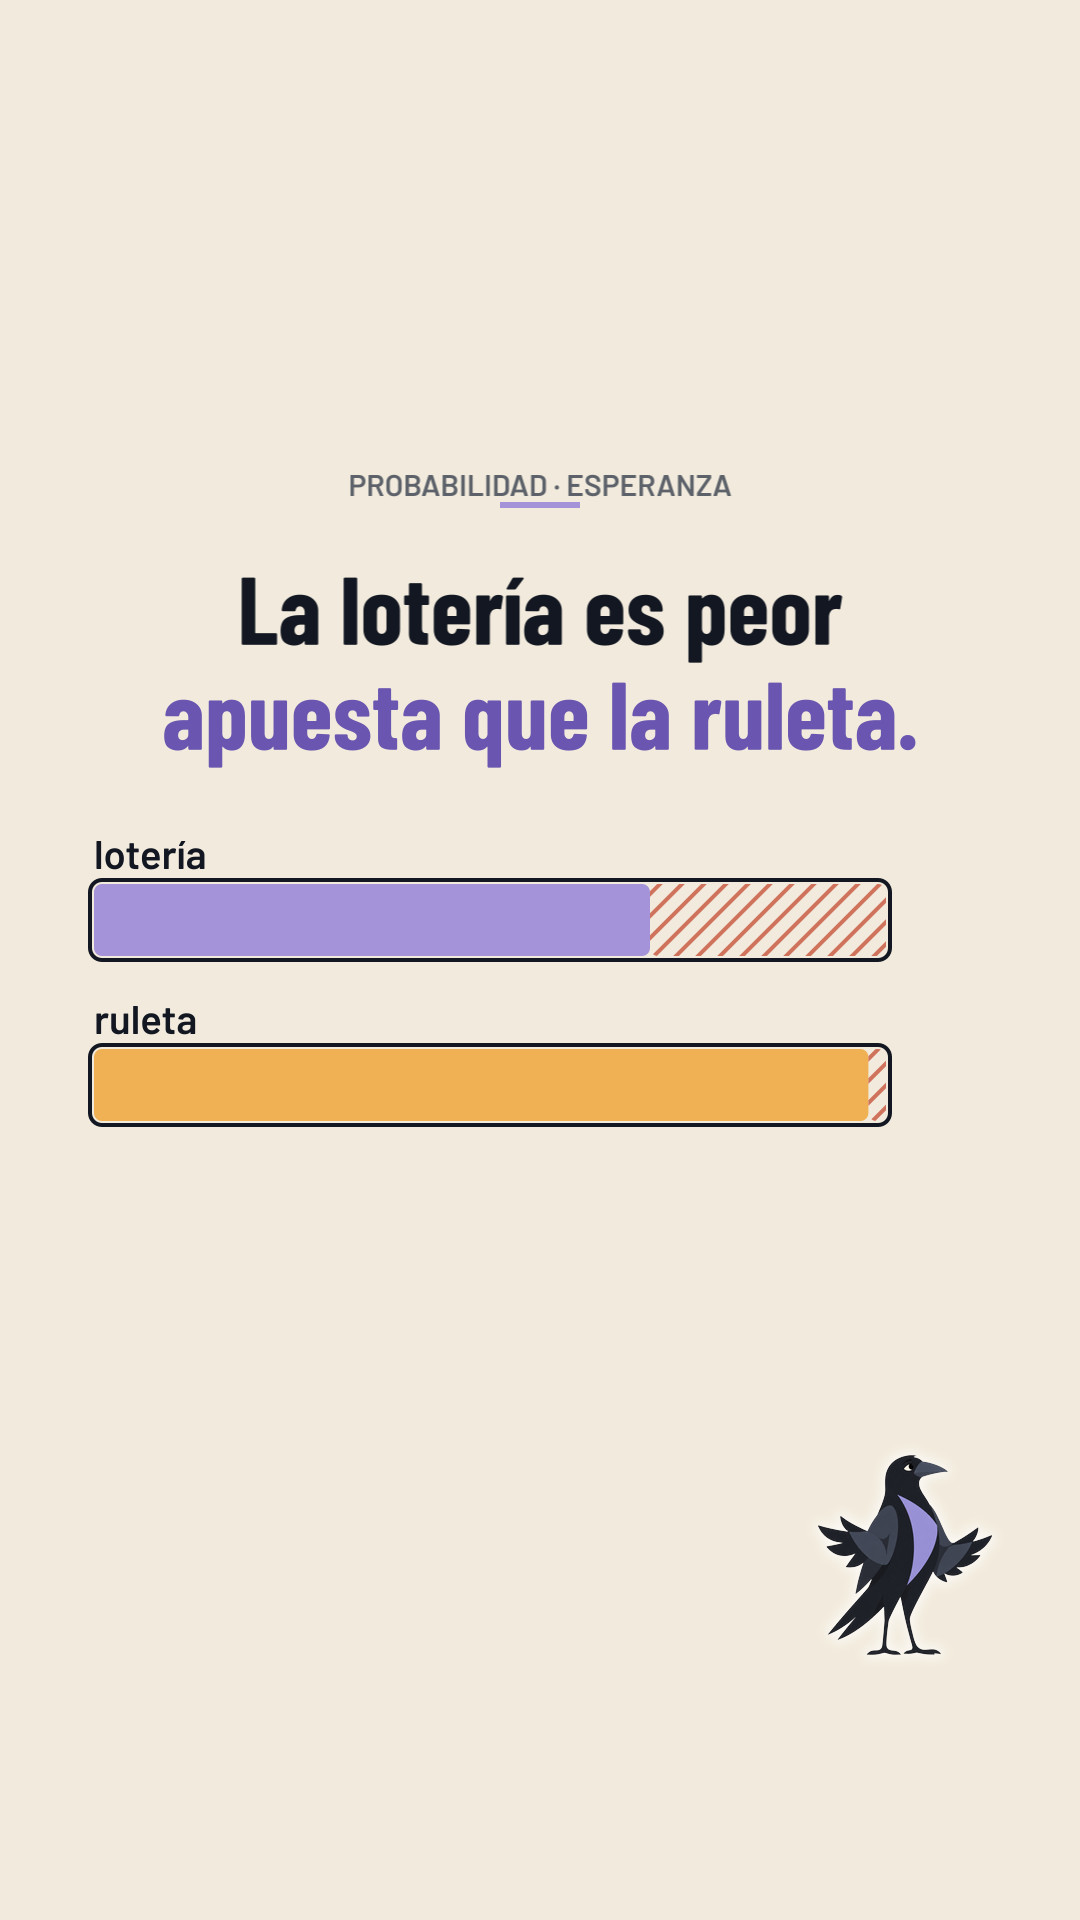 PROBABILIDAD · ESPERANZA
La lotería es peor
apuesta que la ruleta.
lotería
ruleta